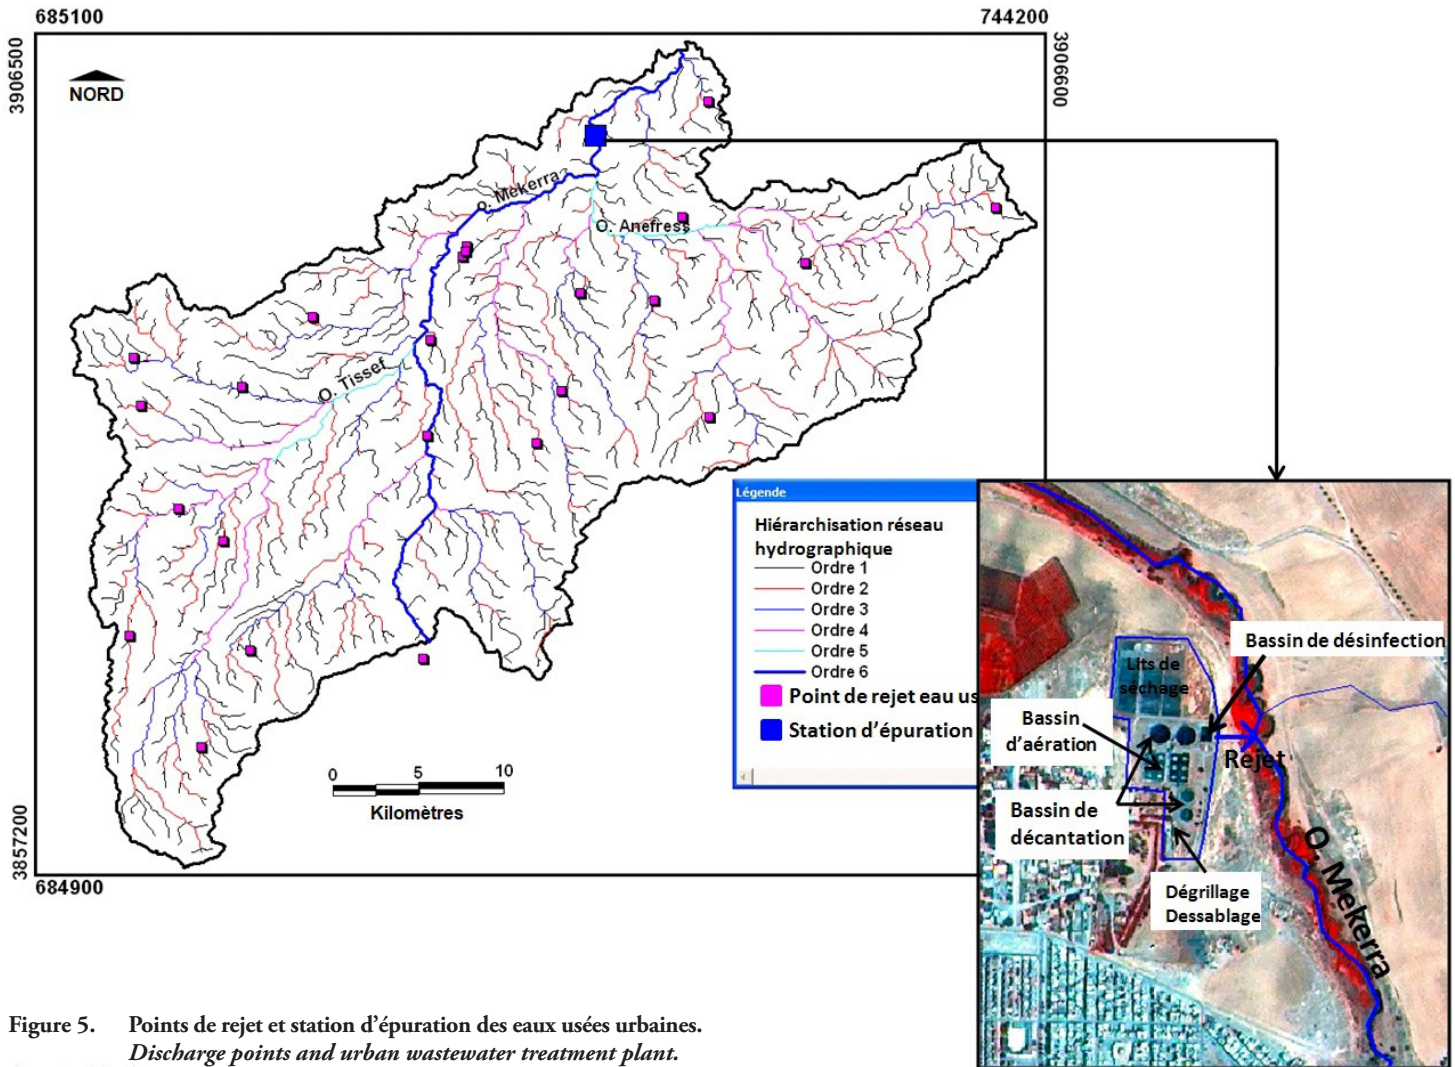 685100
744200
3906500
3906600
NORD
O. Mekerra
O. Anefress
O. Tissef
Légende
Hiérarchisation réseau
hydrographique
Ordre 1
Ordre 2
Ordre 3
Ordre 4
Ordre 5
Ordre 6
Point de rejet eau us
Station d'épuration
0 5 10
Kilomètres
3857200
684900
Bassin de désinfection
Lits de
séchage
Bassin
d'aération
Rejet
Bassin de
décantation
Dégrillage
Dessablage
O. Mekerra
Figure 5. Points de rejet et station d'épuration des eaux usées urbaines.
Discharge points and urban wastewater treatment plant.